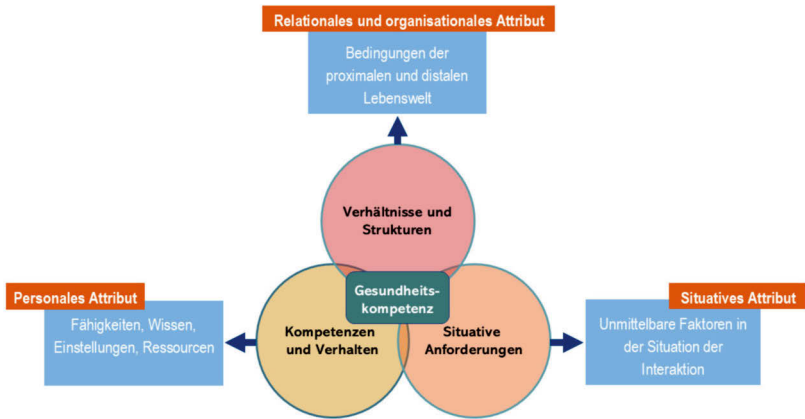 Relationales und organisationales Attribut
Bedingungen der
proximalen und distalen
Lebenswelt
Verhältnisse und
Strukturen
Gesundheits-
kompetenz
Personales Attribut
Fähigkeiten, Wissen,
Einstellungen, Ressourcen
Kompetenzen
und Verhalten
Situative
Anforderungen
Situatives Attribut
Unmittelbare Faktoren in
der Situation der
Interaktion